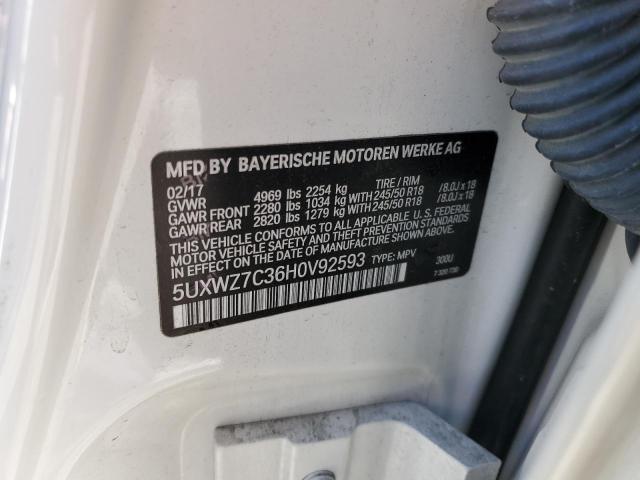 MFD BY BAYERISCHE MOTOREN WERKE AG
02/17 TIRE / RIM
GVWR 4969 lbs 2254 kg
GAWR FRONT 2280 lbs 1034 kg WITH 245/50 R18 / 8.0J x 18
GAWR REAR 2820 lbs 1279 kg WITH 245/50 R18 / 8.0J x 18
THIS VEHICLE CONFORMS TO ALL APPLICABLE U.S. FEDERAL
MOTOR VEHICLE SAFETY AND THEFT PREVENTION STANDARDS
IN EFFECT ON THE DATE OF MANUFACTURE SHOWN ABOVE.
5UXWZ7C36H0V92593 TYPE: MPV 300U